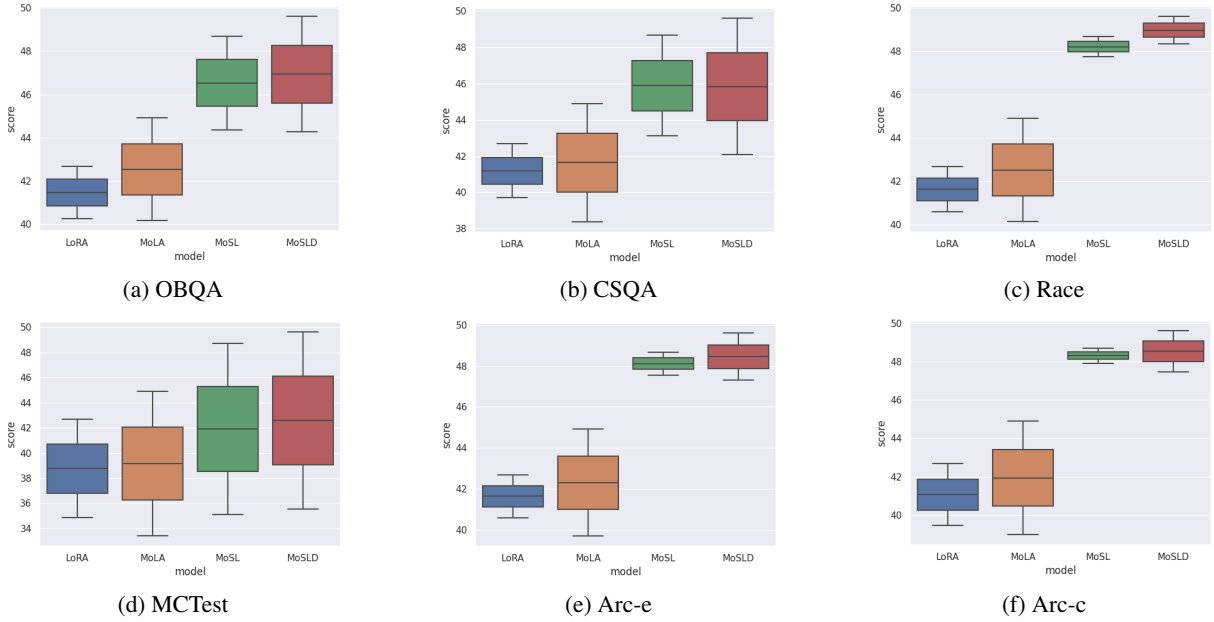 50
48
46
44
42
40
score
LoRA MoLA MoSL MoSLD
model
(a) OBQA
50
48
46
44
42
40
38
score
LoRA MoLA MoSL MoSLD
model
(b) CSQA
50
48
46
44
42
40
score
LoRA MoLA MoSL MoSLD
model
(c) Race
50
48
46
44
42
40
38
36
34
score
LoRA MoLA MoSL MoSLD
model
(d) MCTest
50
48
46
44
42
40
score
LoRA MoLA MoSL MoSLD
model
(e) Arc-e
50
48
46
44
42
40
score
LoRA MoLA MoSL MoSLD
model
(f) Arc-c